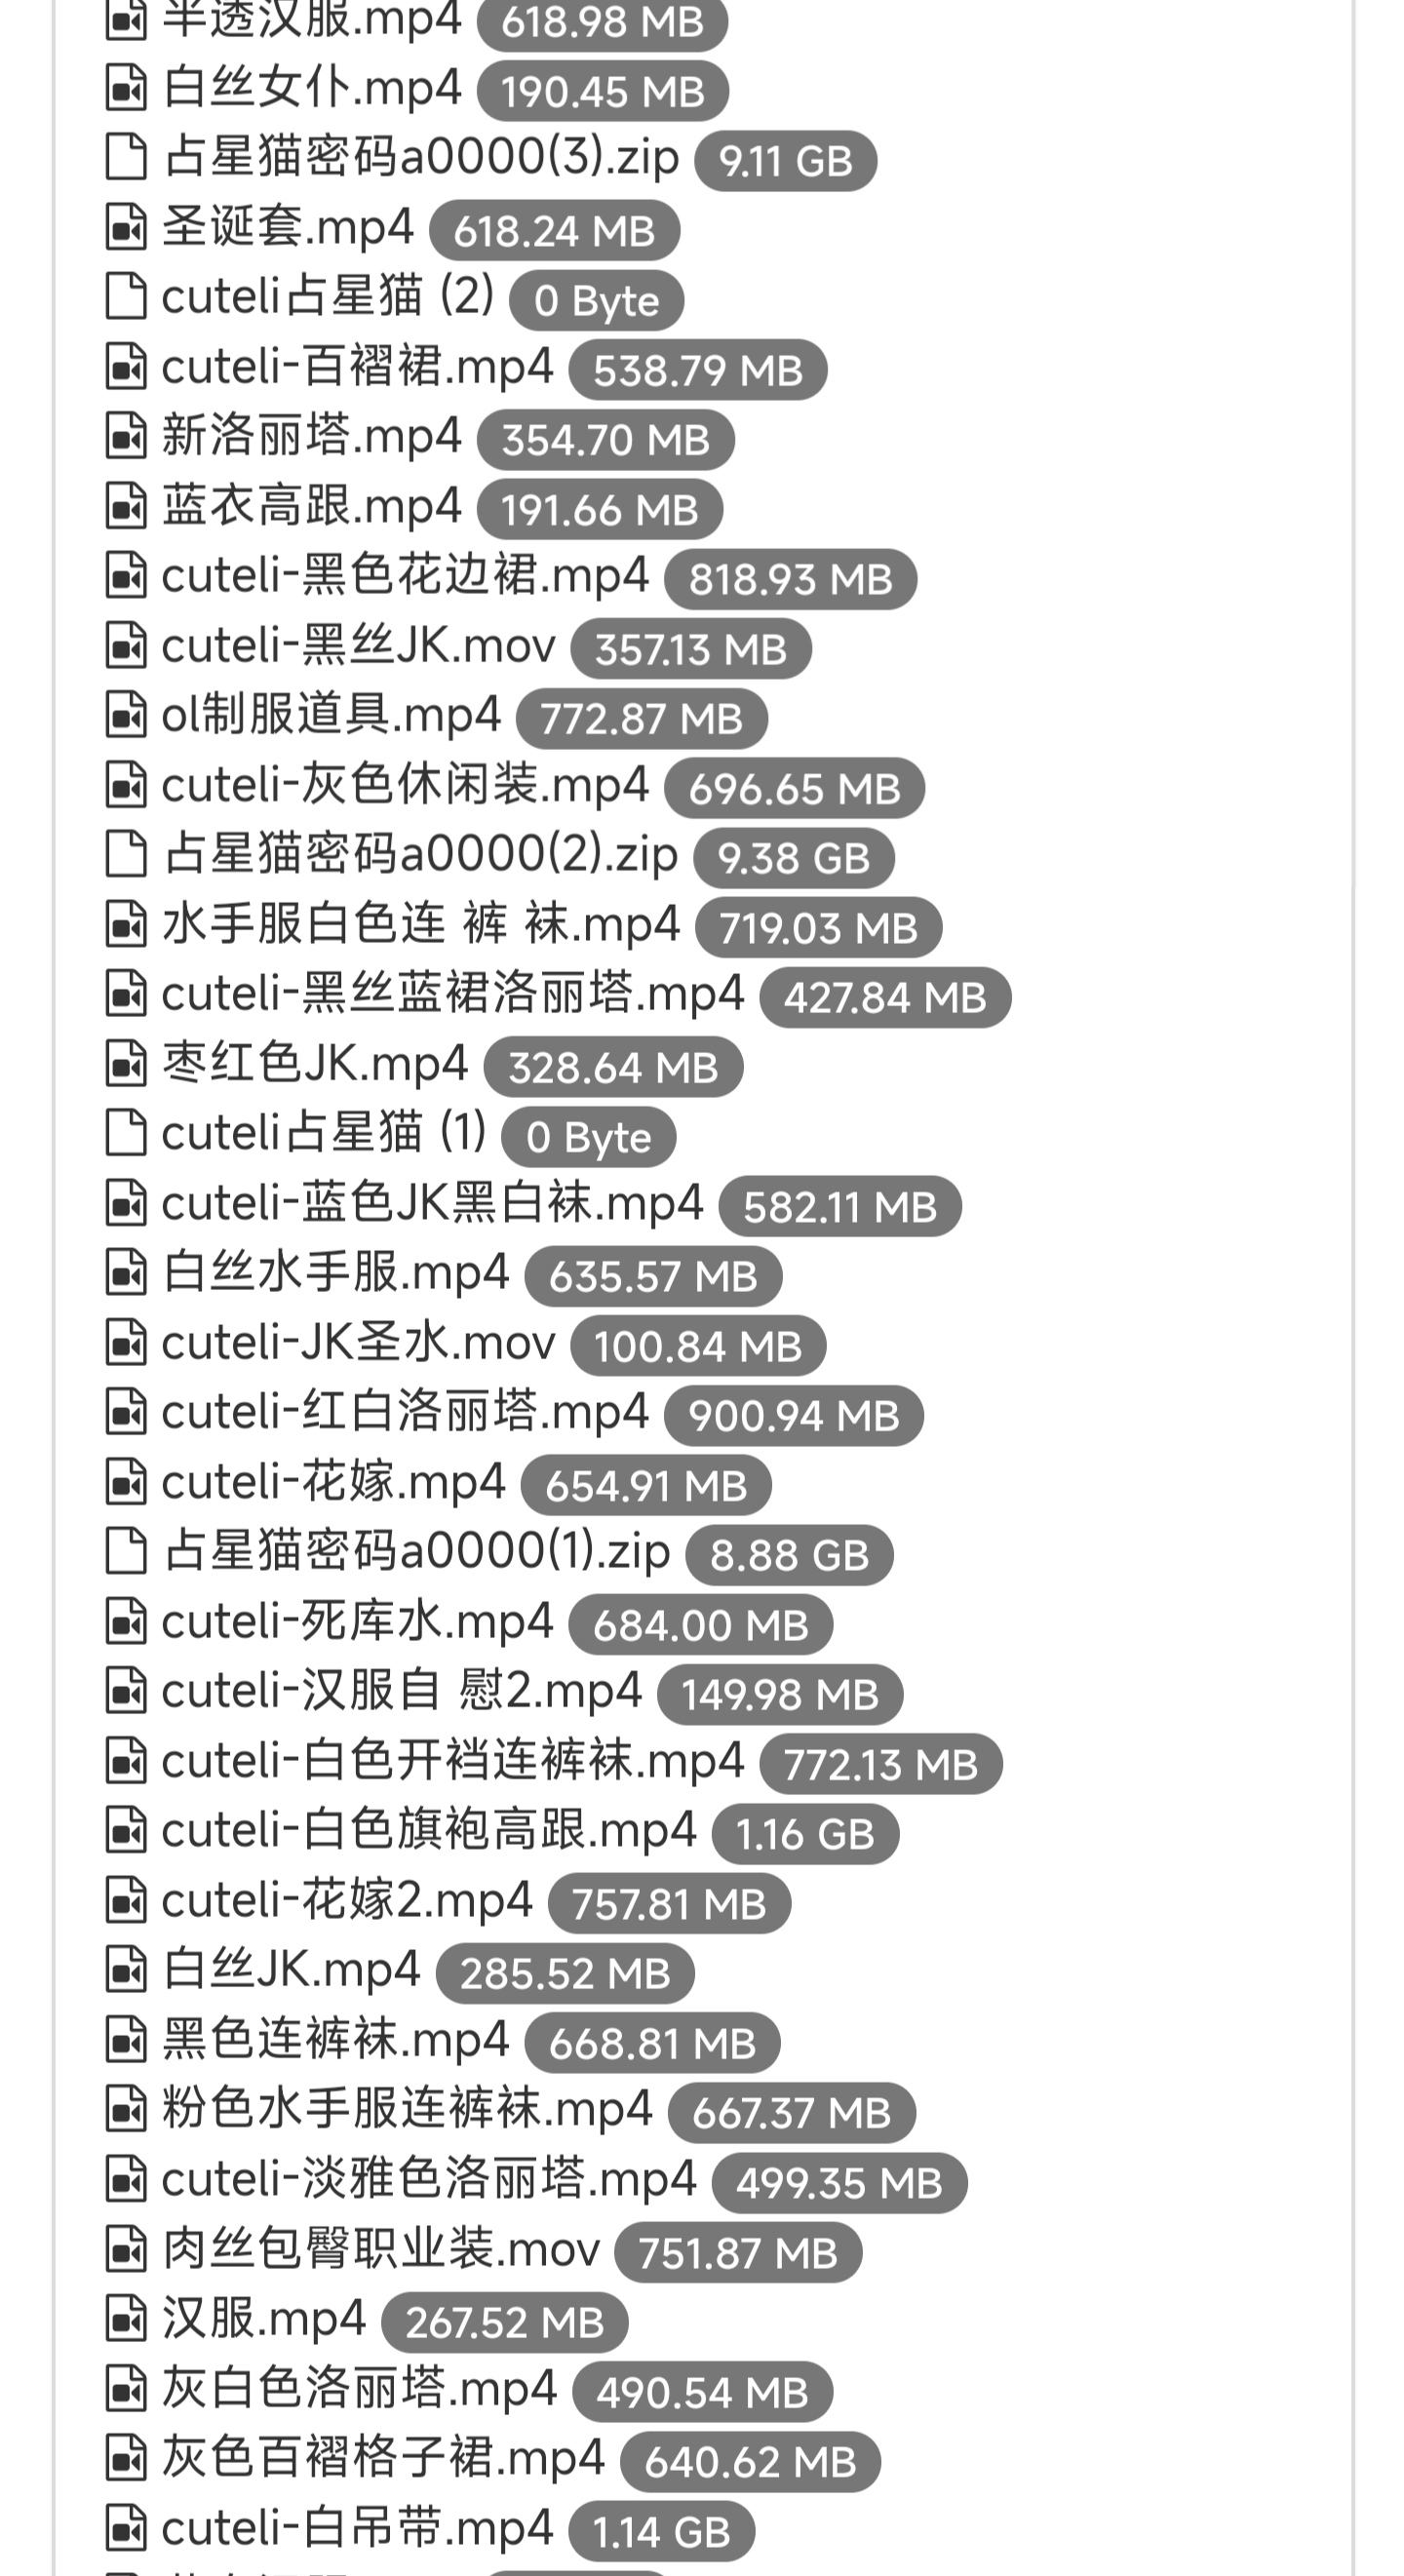 半透汉服.mp4 618.98 MB
白丝女仆.mp4 190.45 MB
占星猫密码a0000(3).zip 9.11 GB
圣诞套.mp4 618.24 MB
cuteli占星猫 (2) 0 Byte
cuteli-百褶裙.mp4 538.79 MB
新洛丽塔.mp4 354.70 MB
蓝衣高跟.mp4 191.66 MB
cuteli-黑色花边裙.mp4 818.93 MB
cuteli-黑丝JK.mov 357.13 MB
ol制服道具.mp4 772.87 MB
cuteli-灰色休闲装.mp4 696.65 MB
占星猫密码a0000(2).zip 9.38 GB
水手服白色连 裤 袜.mp4 719.03 MB
cuteli-黑丝蓝裙洛丽塔.mp4 427.84 MB
枣红色JK.mp4 328.64 MB
cuteli占星猫 (1) 0 Byte
cuteli-蓝色JK黑白袜.mp4 582.11 MB
白丝水手服.mp4 635.57 MB
cuteli-JK圣水.mov 100.84 MB
cuteli-红白洛丽塔.mp4 900.94 MB
cuteli-花嫁.mp4 654.91 MB
占星猫密码a0000(1).zip 8.88 GB
cuteli-死库水.mp4 684.00 MB
cuteli-汉服自 慰2.mp4 149.98 MB
cuteli-白色开裆连裤袜.mp4 772.13 MB
cuteli-白色旗袍高跟.mp4 1.16 GB
cuteli-花嫁2.mp4 757.81 MB
白丝JK.mp4 285.52 MB
黑色连裤袜.mp4 668.81 MB
粉色水手服连裤袜.mp4 667.37 MB
cuteli-淡雅色洛丽塔.mp4 499.35 MB
肉丝包臀职业装.mov 751.87 MB
汉服.mp4 267.52 MB
灰白色洛丽塔.mp4 490.54 MB
灰色百褶格子裙.mp4 640.62 MB
cuteli-白吊带.mp4 1.14 GB